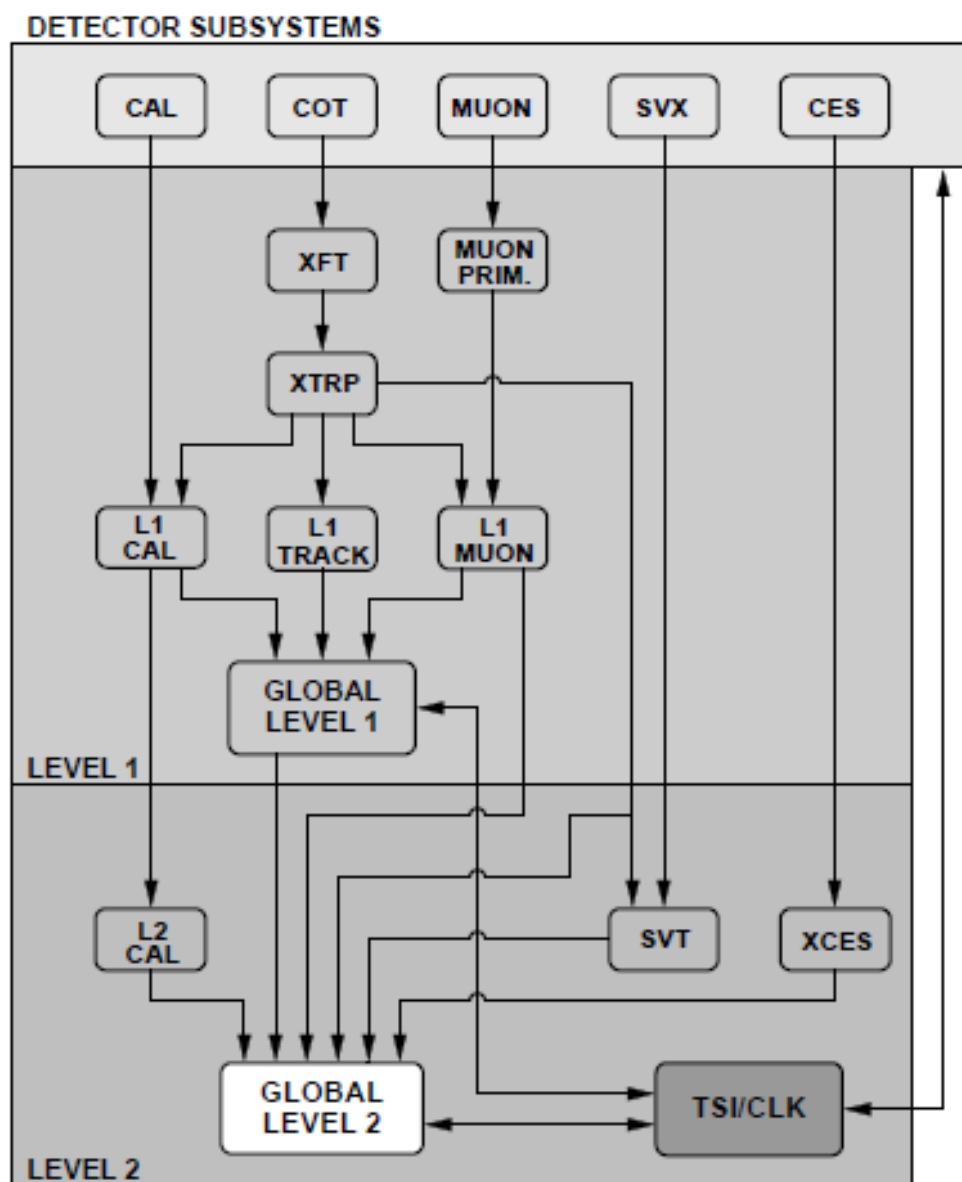 DETECTOR SUBSYSTEMS
CAL
COT
MUON
SVX
CES
XFT
MUON
PRIM.
XTRP
L1
CAL
L1
TRACK
L1
MUON
GLOBAL
LEVEL 1
LEVEL 1
L2
CAL
SVT
XCES
GLOBAL
LEVEL 2
TSI/CLK
LEVEL 2